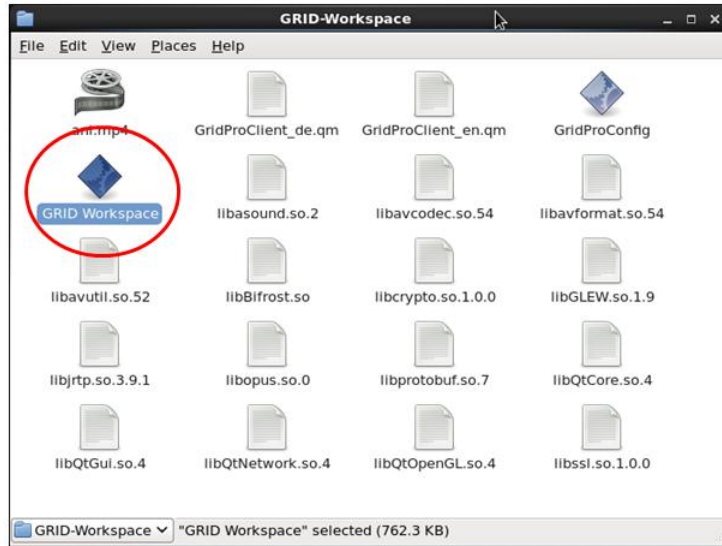 GRID-Workspace
File Edit View Places Help
ani.mp4 GridProClient_de.qm GridProClient_en.qm GridProConfig
GRID Workspace libasound.so.2 libavcodec.so.54 libavformat.so.54
libavutil.so.52 libBifrost.so libcrypto.so.1.0.0 libGLEW.so.1.9
libjrtp.so.3.9.1 libopus.so.0 libprotobuf.so.7 libQtCore.so.4
libQtGui.so.4 libQtNetwork.so.4 libQtOpenGL.so.4 libssl.so.1.0.0
GRID-Workspace "GRID Workspace" selected (762.3 KB)